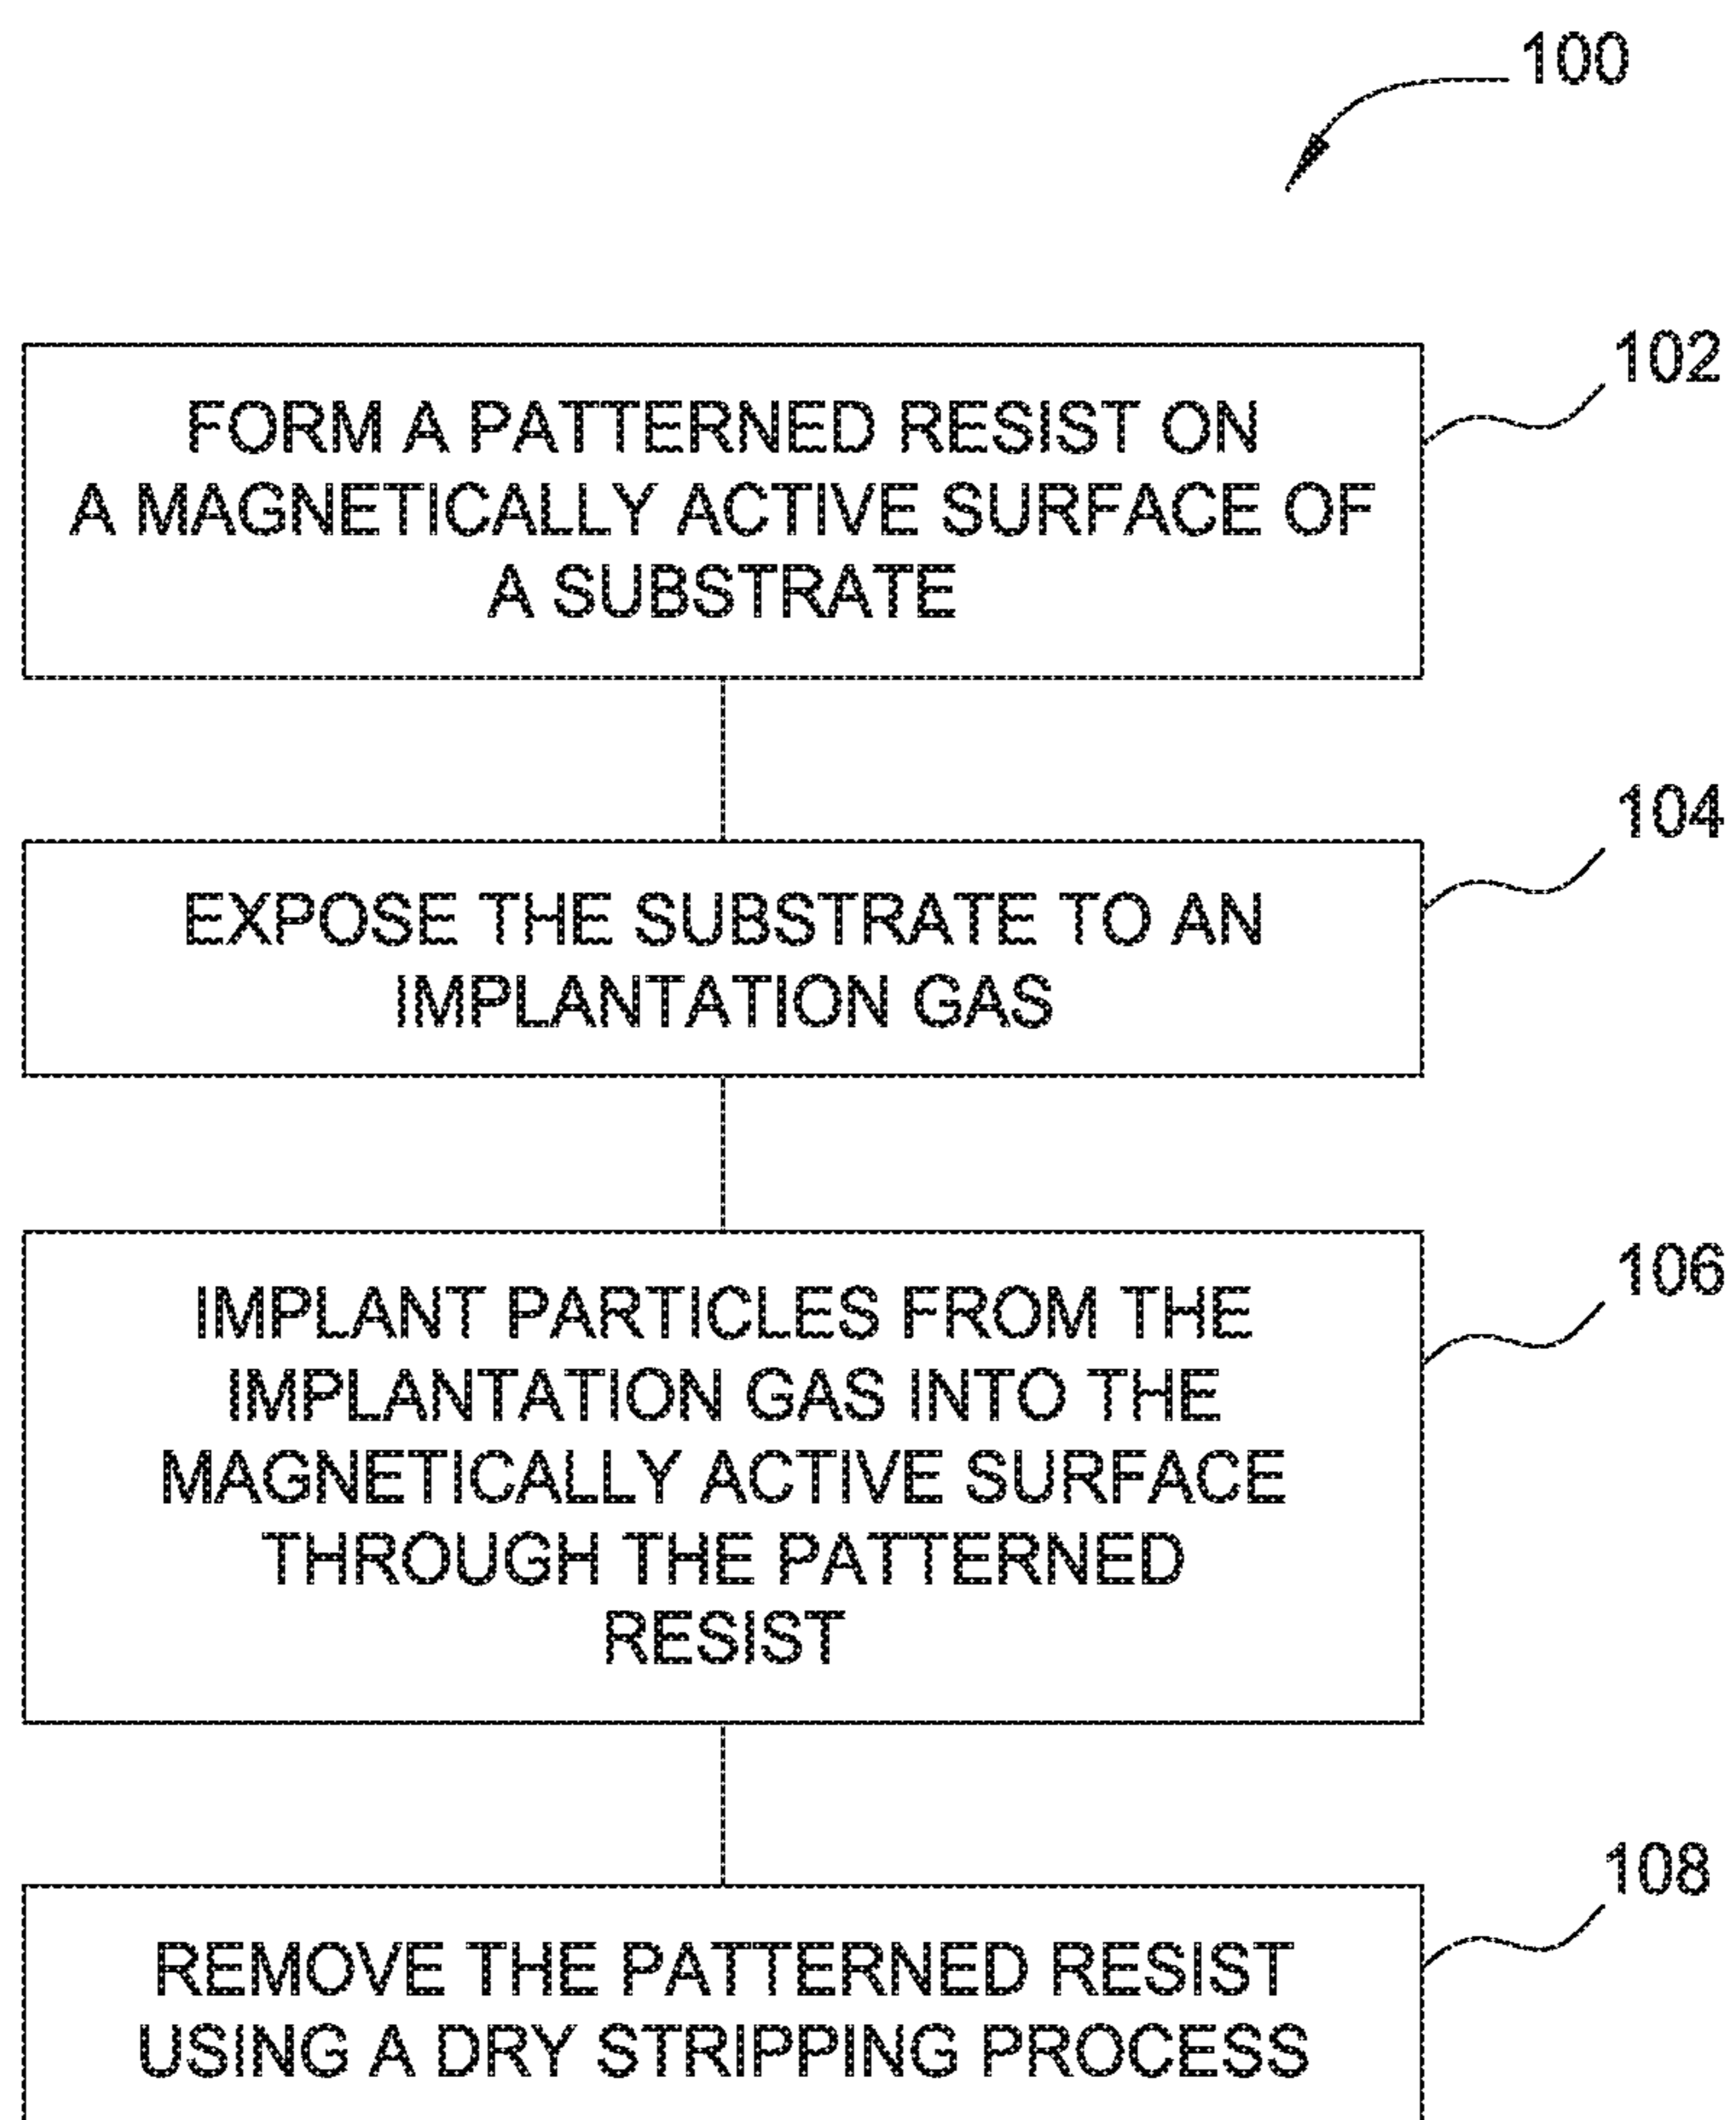 100
102
FORM A PATTERNED RESIST ON
A MAGNETICALLY ACTIVE SURFACE OF
A SUBSTRATE
104
EXPOSE THE SUBSTRATE TO AN
IMPLANTATION GAS
106
IMPLANT PARTICLES FROM THE
IMPLANTATION GAS INTO THE
MAGNETICALLY ACTIVE SURFACE
THROUGH THE PATTERNED
RESIST
108
REMOVE THE PATTERNED RESIST
USING A DRY STRIPPING PROCESS